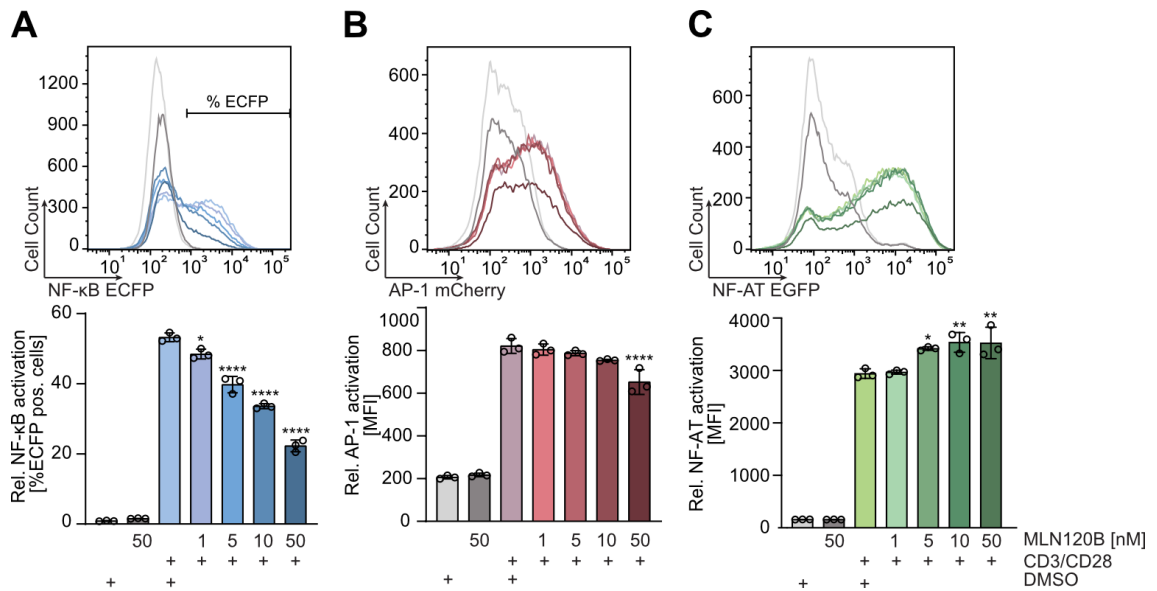 A
1200
900
600
300
0
% ECFP
Cell Count
10¹ 10² 10³ 10⁴ 10⁵
NF-κB ECFP
Rel. NF-κB activation
[%ECFP pos. cells]
60
40
20
0
*
****
****
****
50 1 5 10 50
+ + + + +
+ +
B
600
400
200
0
Cell Count
10¹ 10² 10³ 10⁴ 10⁵
AP-1 mCherry
Rel. AP-1 activation
[MFI]
1000
800
600
400
200
0
****
50 1 5 10 50
+ + + + +
+ +
C
600
400
200
0
Cell Count
10¹ 10² 10³ 10⁴ 10⁵
NF-AT EGFP
Rel. NF-AT activation
[MFI]
4000
3000
2000
1000
0
*
**
**
50 1 5 10 50 MLN120B [nM]
+ + + + + CD3/CD28
+ + DMSO